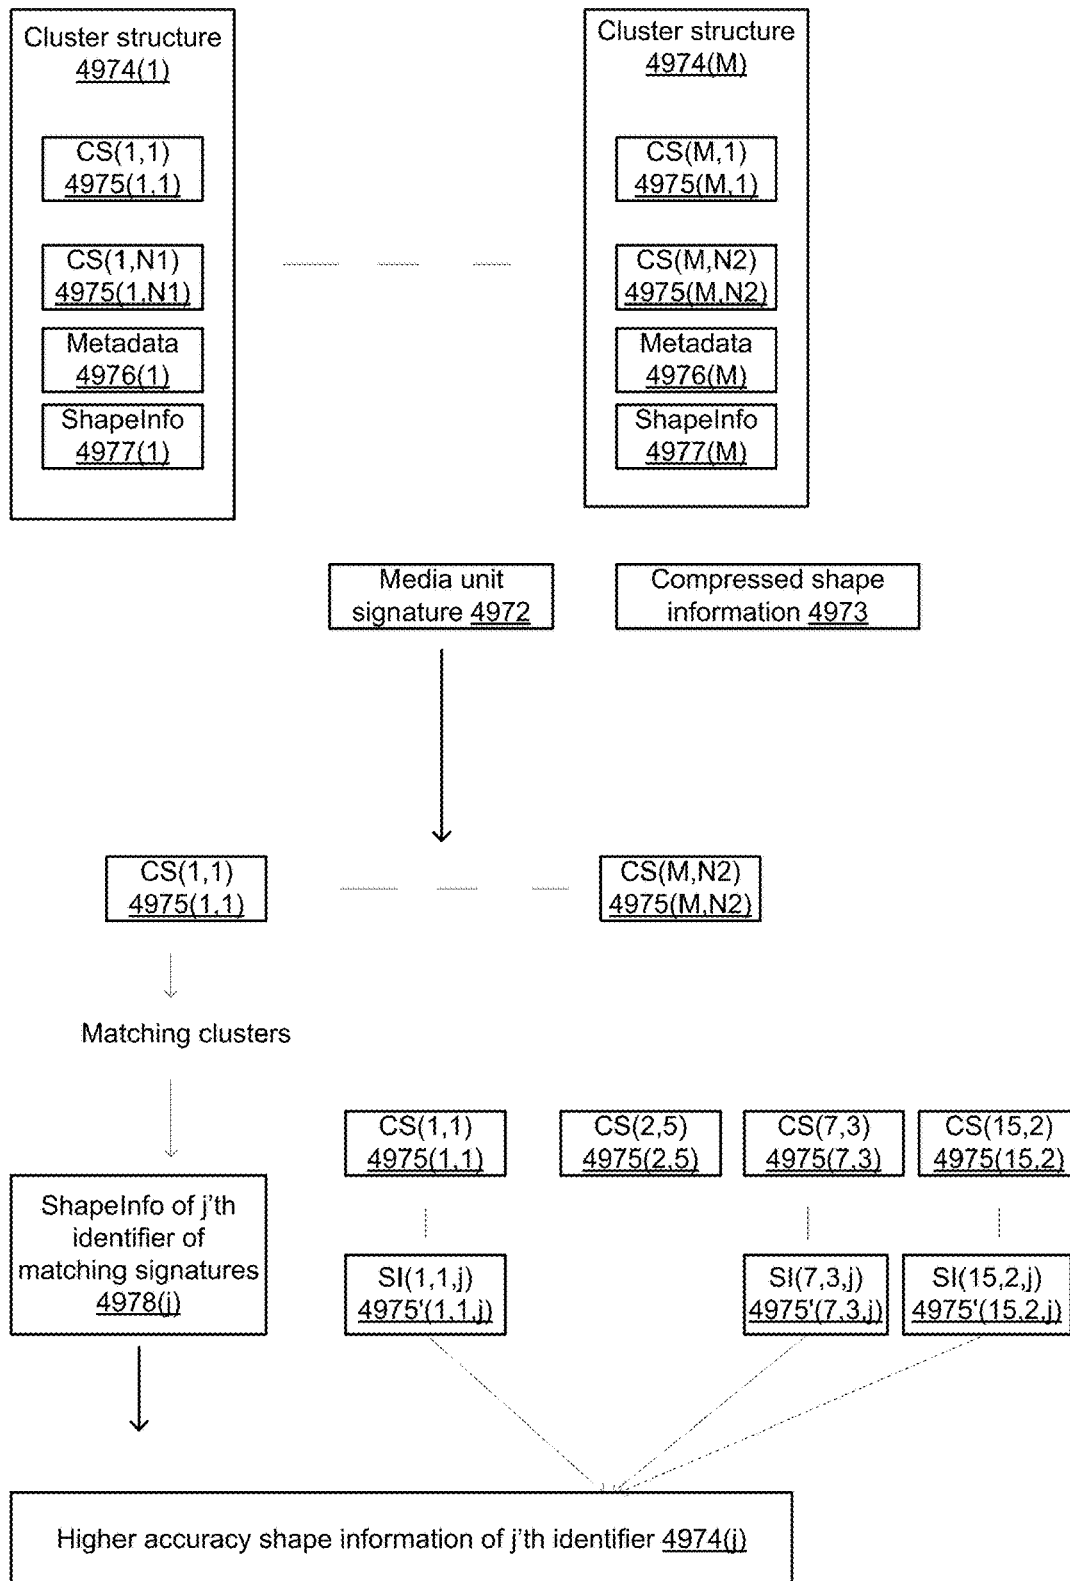 Cluster structure
4974(1)
CS(1,1)
4975(1,1)
CS(1,N1)
4975(1,N1)
Metadata
4976(1)
ShapeInfo
4977(1)
Cluster structure
4974(M)
CS(M,1)
4975(M,1)
CS(M,N2)
4975(M,N2)
Metadata
4976(M)
ShapeInfo
4977(M)
Media unit
signature 4972
Compressed shape
information 4973
CS(1,1)
4975(1,1)
CS(M,N2)
4975(M,N2)
Matching clusters
CS(1,1)
4975(1,1)
CS(2,5)
4975(2,5)
CS(7,3)
4975(7,3)
CS(15,2)
4975(15,2)
ShapeInfo of j'th
identifier of
matching signatures
4978(j)
SI(1,1,j)
4975'(1,1,j)
SI(7,3,j)
4975'(7,3,j)
SI(15,2,j)
4975'(15,2,j)
Higher accuracy shape information of j'th identifier 4974(j)